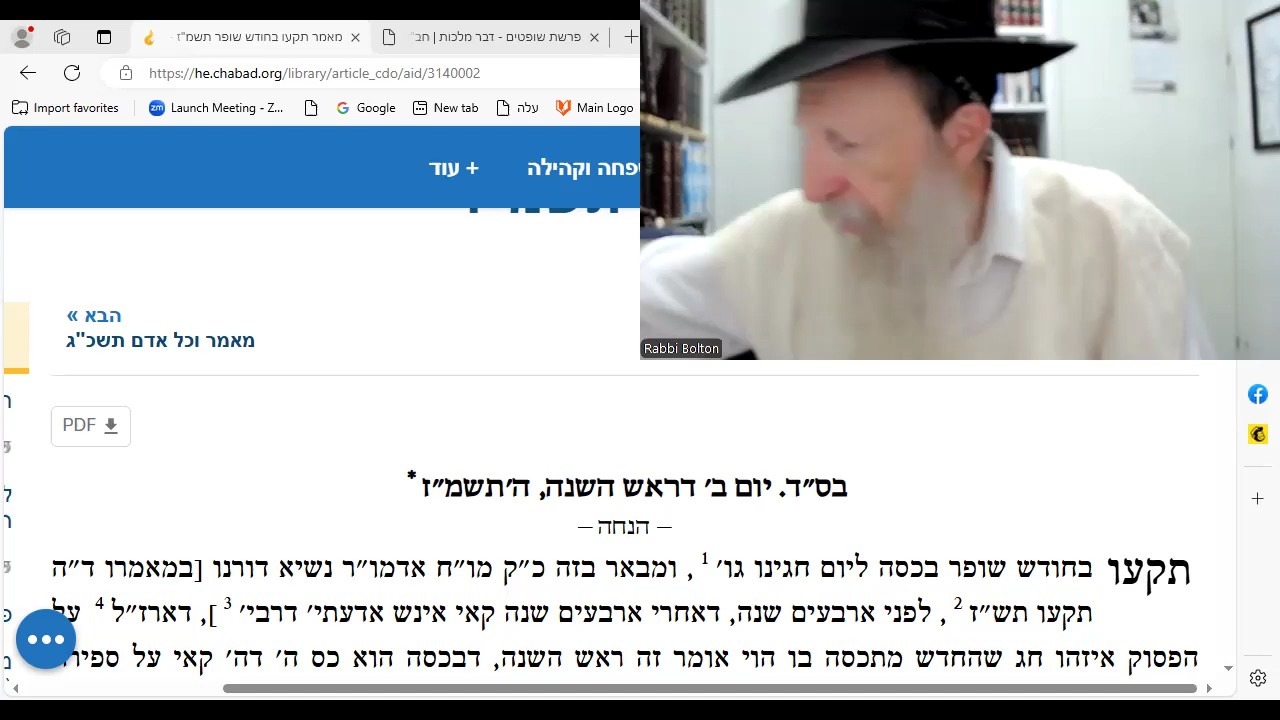 מאמר תקעו בחודש שופר תשמ"ז
פרשת שופטים - דבר מלכות | חב"
https://he.chabad.org/library/article_cdo/aid/3140002
Import favorites
Launch Meeting - Z...
Google
New tab
עלה
Main Logo
+ עוד
הבא »
מאמר וכל אדם תשכ"ג
Rabbi Bolton
PDF
בס״ד. יום ב׳ דראש השנה, ה׳תשמ״ז *
– הנחה –
תקעו בחודש שופר בכסה ליום חגינו גו׳ 1 , ומבאר בזה כ״ק מו״ח אדמו״ר נשיא דורנו [במאמרו ד״ה
תקעו תש״ז 2 , לפני ארבעים שנה, דאחרי ארבעים שנה קאי אינש אדעתי׳ דרבי׳ 3 ], דארז״ל 4 על
הפסוק איזהו חג שהחדש מתכסה בו הוי אומר זה ראש השנה, דבכסה הוא כס ה׳ דה׳ קאי על